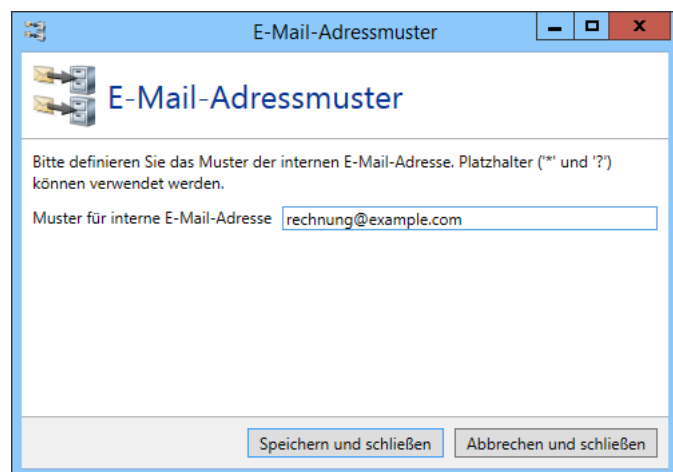 E-Mail-Adressmuster
E-Mail-Adressmuster
Bitte definieren Sie das Muster der internen E-Mail-Adresse. Platzhalter ('*' und '?')
können verwendet werden.
Muster für interne E-Mail-Adresse rechnung@example.com
Speichern und schließen Abbrechen und schließen